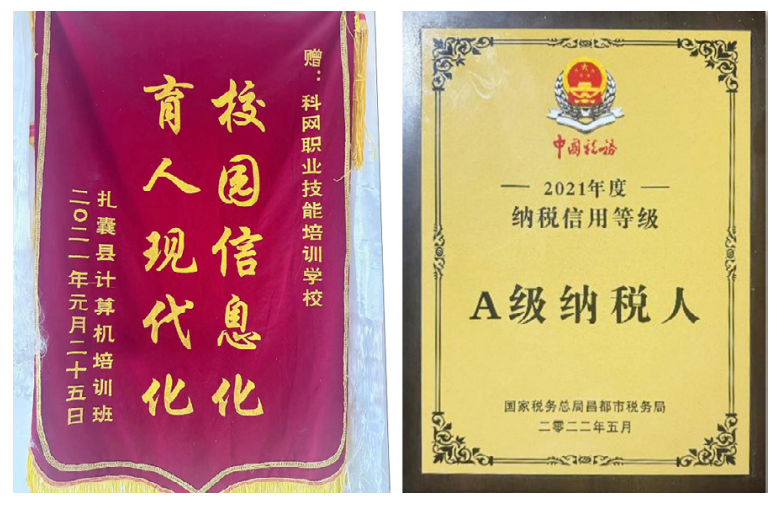 赠：科网职业技能培训学校
校园信息化
育人现代化
扎囊县计算机培训班
二〇二一年元月二十五日
中国税务
2021年度
纳税信用等级
A级纳税人
国家税务总局昌都市税务局
二零二二年五月